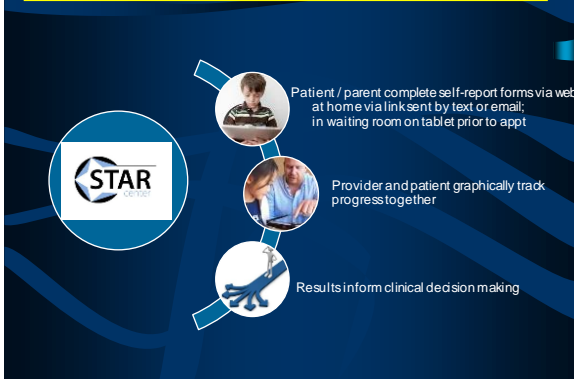 Patient / parent complete self-report forms via web
at home via link sent by text or email;
in waiting room on tablet prior to appt
STAR
center
Provider and patient graphically track
progress together
Results inform clinical decision making